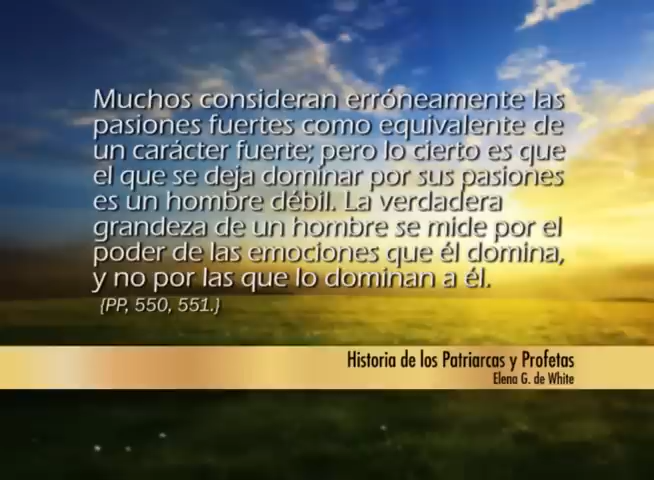 Muchos consideran erróneamente las
pasiones fuertes como equivalente de
un carácter fuerte; pero lo cierto es que
el que se deja dominar por sus pasiones
es un hombre débil. La verdadera
grandeza de un hombre se mide por el
poder de las emociones que él domina,
y no por las que lo dominan a él.
{PP, 550, 551.}
Historia de los Patriarcas y Profetas
Elena G. de White